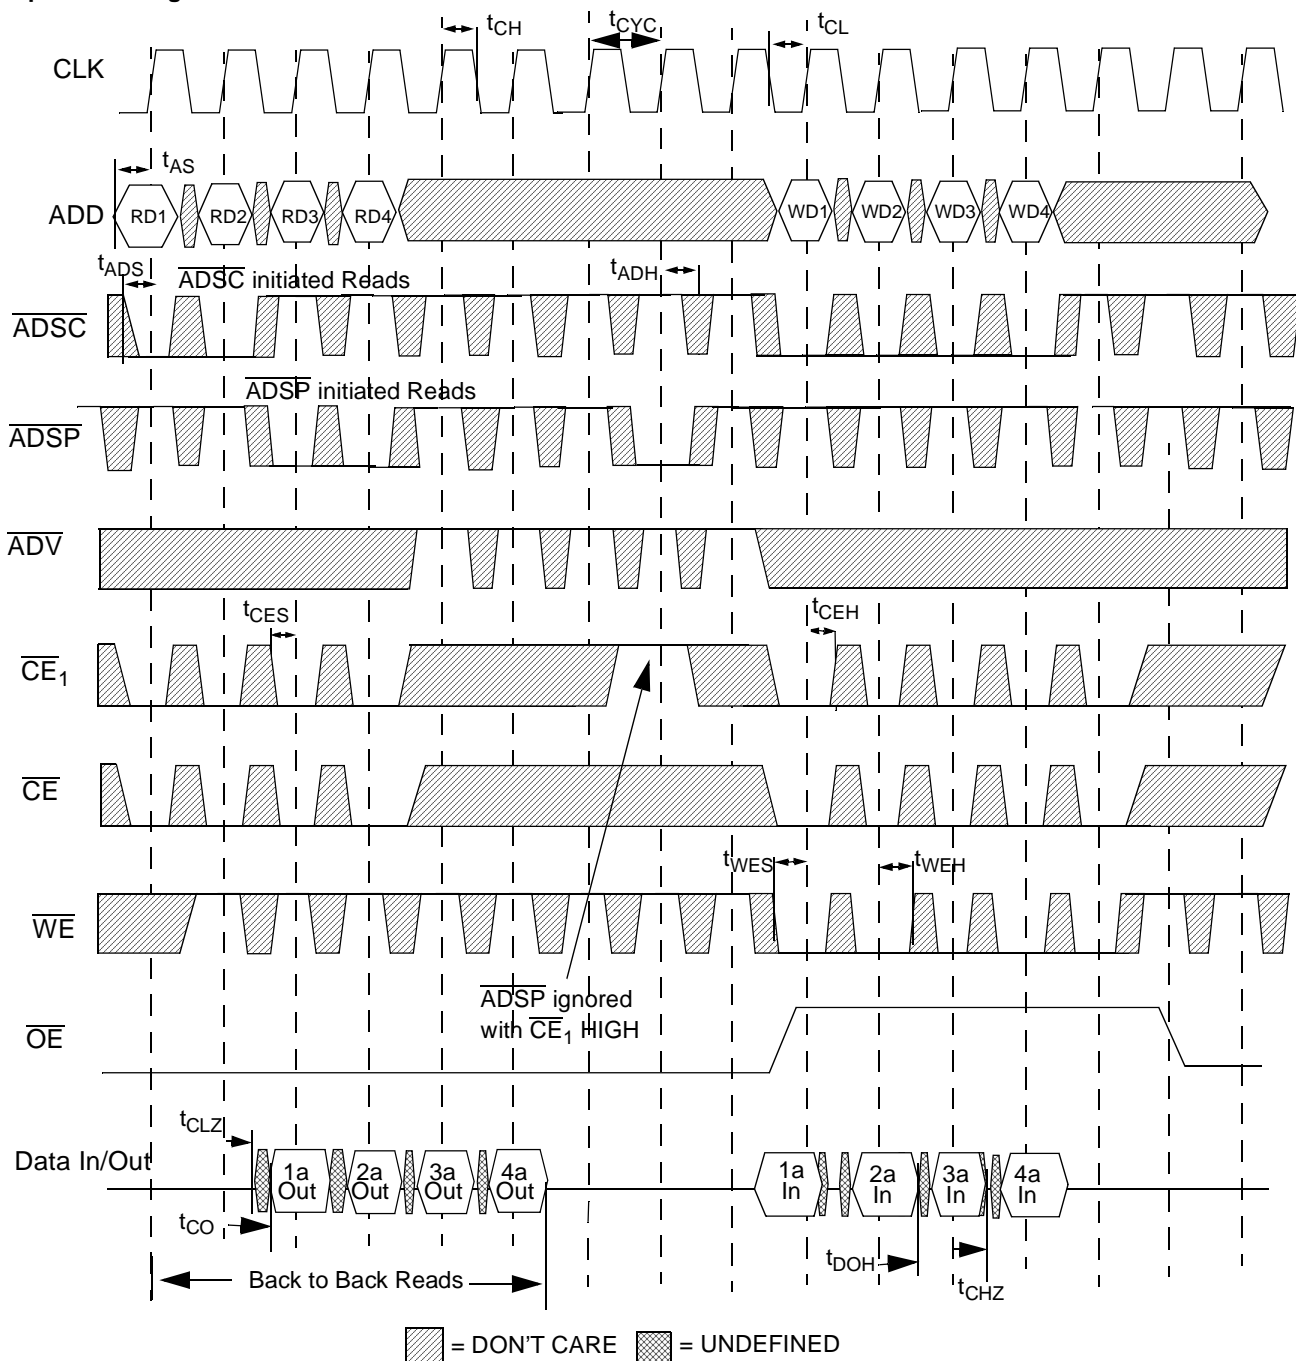 tCH
tCYC
tCL
CLK
tAS
ADD
RD1
RD2
RD3
RD4
WD1
WD2
WD3
WD4
tADS
ADSC initiated Reads
tADH
ADSC
ADSP initiated Reads
ADSP
ADV
tCES
tCEH
CE1
CE
tWES
tWEH
WE
ADSP ignored
with CE1 HIGH
OE
tCLZ
Data In/Out
1a
Out
2a
Out
3a
Out
4a
Out
1a
In
2a
In
3a
In
4a
In
tCO
tDOH
Back to Back Reads
tCHZ
= DON'T CARE
= UNDEFINED